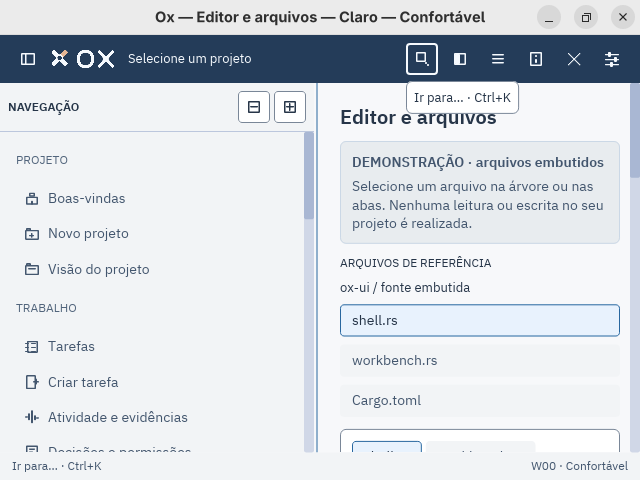 Ox — Editor e arquivos — Claro — Confortável
OX
Selecione um projeto
Ir para... · Ctrl+K
NAVEGAÇÃO
PROJETO
Boas-vindas
Novo projeto
Visão do projeto
TRABALHO
Tarefas
Criar tarefa
Atividade e evidências
Decisões e permissões
Editor e arquivos
DEMONSTRAÇÃO · arquivos embutidos
Selecione um arquivo na árvore ou nas
abas. Nenhuma leitura ou escrita no seu
projeto é realizada.
ARQUIVOS DE REFERÊNCIA
ox-ui / fonte embutida
shell.rs
workbench.rs
Cargo.toml
Ir para... · Ctrl+K
W00 · Confortável